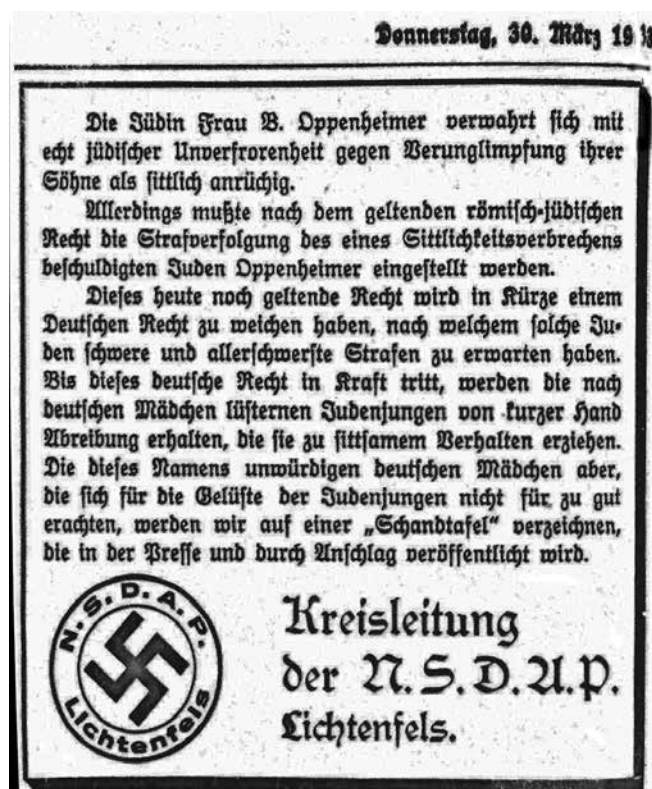 Donnerstag, 30. März 19
Die Jüdin Frau B. Oppenheimer verwahrt sich mit
echt jüdischer Unverfrorenheit gegen Verunglimpfung ihrer
Söhne als sittlich anrüchig.
Allerdings mußte nach dem geltenden römisch-jüdischen
Recht die Strafverfolgung des eines Sittlichkeitsverbrechens
beschuldigten Juden Oppenheimer eingestellt werden.
Dieses heute noch geltende Recht wird in Kürze einem
Deutschen Recht zu weichen haben, nach welchem solche Ju-
den schwere und allerschwerste Strafen zu erwarten haben.
Bis dieses deutsche Recht in Kraft tritt, werden die nach
deutschen Mädchen lüsternen Judenjungen von kurzer Hand
Abreibung erhalten, die sie zu sittsamem Verhalten erziehen.
Die dieses Namens unwürdigen deutschen Mädchen aber,
die sich für die Gelüste der Judenjungen nicht für zu gut
erachten, werden wir auf einer „Schandtafel" verzeichnen,
die in der Presse und durch Anschlag veröffentlicht wird.
N. S. D. A. P.
Lichtenfels
Kreisleitung
der N. S. D. A. P.
Lichtenfels.